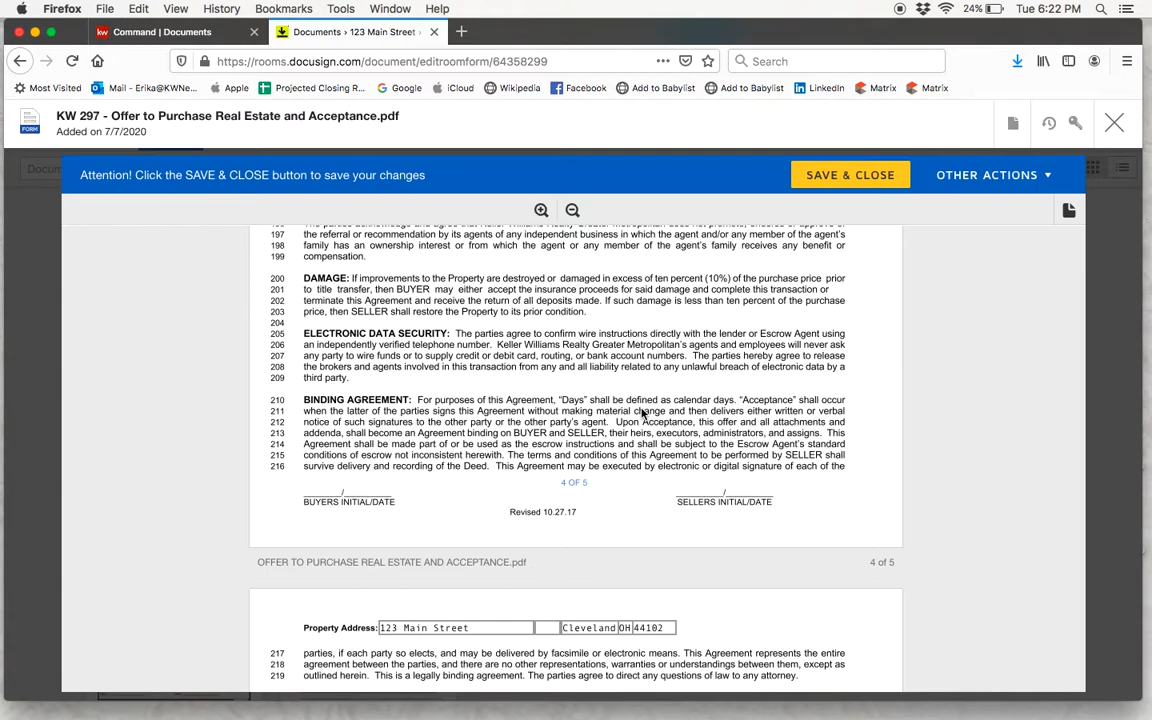 Firefox File Edit View History Bookmarks Tools Window Help 24% Tue 6:22 PM
kw Command | Documents Documents › 123 Main Street ›
https://rooms.docusign.com/document/editroomform/64358299 Search
Most Visited Mail - Erika@KWNe... Apple Projected Closing R... Google iCloud Wikipedia Facebook Add to Babylist Add to Babylist LinkedIn Matrix Matrix
FORM
KW 297 - Offer to Purchase Real Estate and Acceptance.pdf
Added on 7/7/2020
Attention! Click the SAVE & CLOSE button to save your changes SAVE & CLOSE OTHER ACTIONS
197 the referral or recommendation by its agents of any independent business in which the agent and/or any member of the agent's
198 family has an ownership interest or from which the agent or any member of the agent's family receives any benefit or
199 compensation.
200 DAMAGE: If improvements to the Property are destroyed or damaged in excess of ten percent (10%) of the purchase price prior
201 to title transfer, then BUYER may either accept the insurance proceeds for said damage and complete this transaction or
202 terminate this Agreement and receive the return of all deposits made. If such damage is less than ten percent of the purchase
203 price, then SELLER shall restore the Property to its prior condition.
204
205 ELECTRONIC DATA SECURITY: The parties agree to confirm wire instructions directly with the lender or Escrow Agent using
206 an independently verified telephone number. Keller Williams Realty Greater Metropolitan's agents and employees will never ask
207 any party to wire funds or to supply credit or debit card, routing, or bank account numbers. The parties hereby agree to release
208 the brokers and agents involved in this transaction from any and all liability related to any unlawful breach of electronic data by a
209 third party.
210 BINDING AGREEMENT: For purposes of this Agreement, "Days" shall be defined as calendar days. "Acceptance" shall occur
211 when the latter of the parties signs this Agreement without making material change and then delivers either written or verbal
212 notice of such signatures to the other party or the other party's agent. Upon Acceptance, this offer and all attachments and
213 addenda, shall become an Agreement binding on BUYER and SELLER, their heirs, executors, administrators, and assigns. This
214 Agreement shall be made part of or be used as the escrow instructions and shall be subject to the Escrow Agent's standard
215 conditions of escrow not inconsistent herewith. The terms and conditions of this Agreement to be performed by SELLER shall
216 survive delivery and recording of the Deed. This Agreement may be executed by electronic or digital signature of each of the
4 OF 5
________/__________ ________/__________
BUYERS INITIAL/DATE SELLERS INITIAL/DATE
Revised 10.27.17
OFFER TO PURCHASE REAL ESTATE AND ACCEPTANCE.pdf 4 of 5
Property Address: 123 Main Street Cleveland OH 44102
217 parties, if each party so elects, and may be delivered by facsimile or electronic means. This Agreement represents the entire
218 agreement between the parties, and there are no other representations, warranties or understandings between them, except as
219 outlined herein. This is a legally binding agreement. The parties agree to direct any questions of law to any attorney.